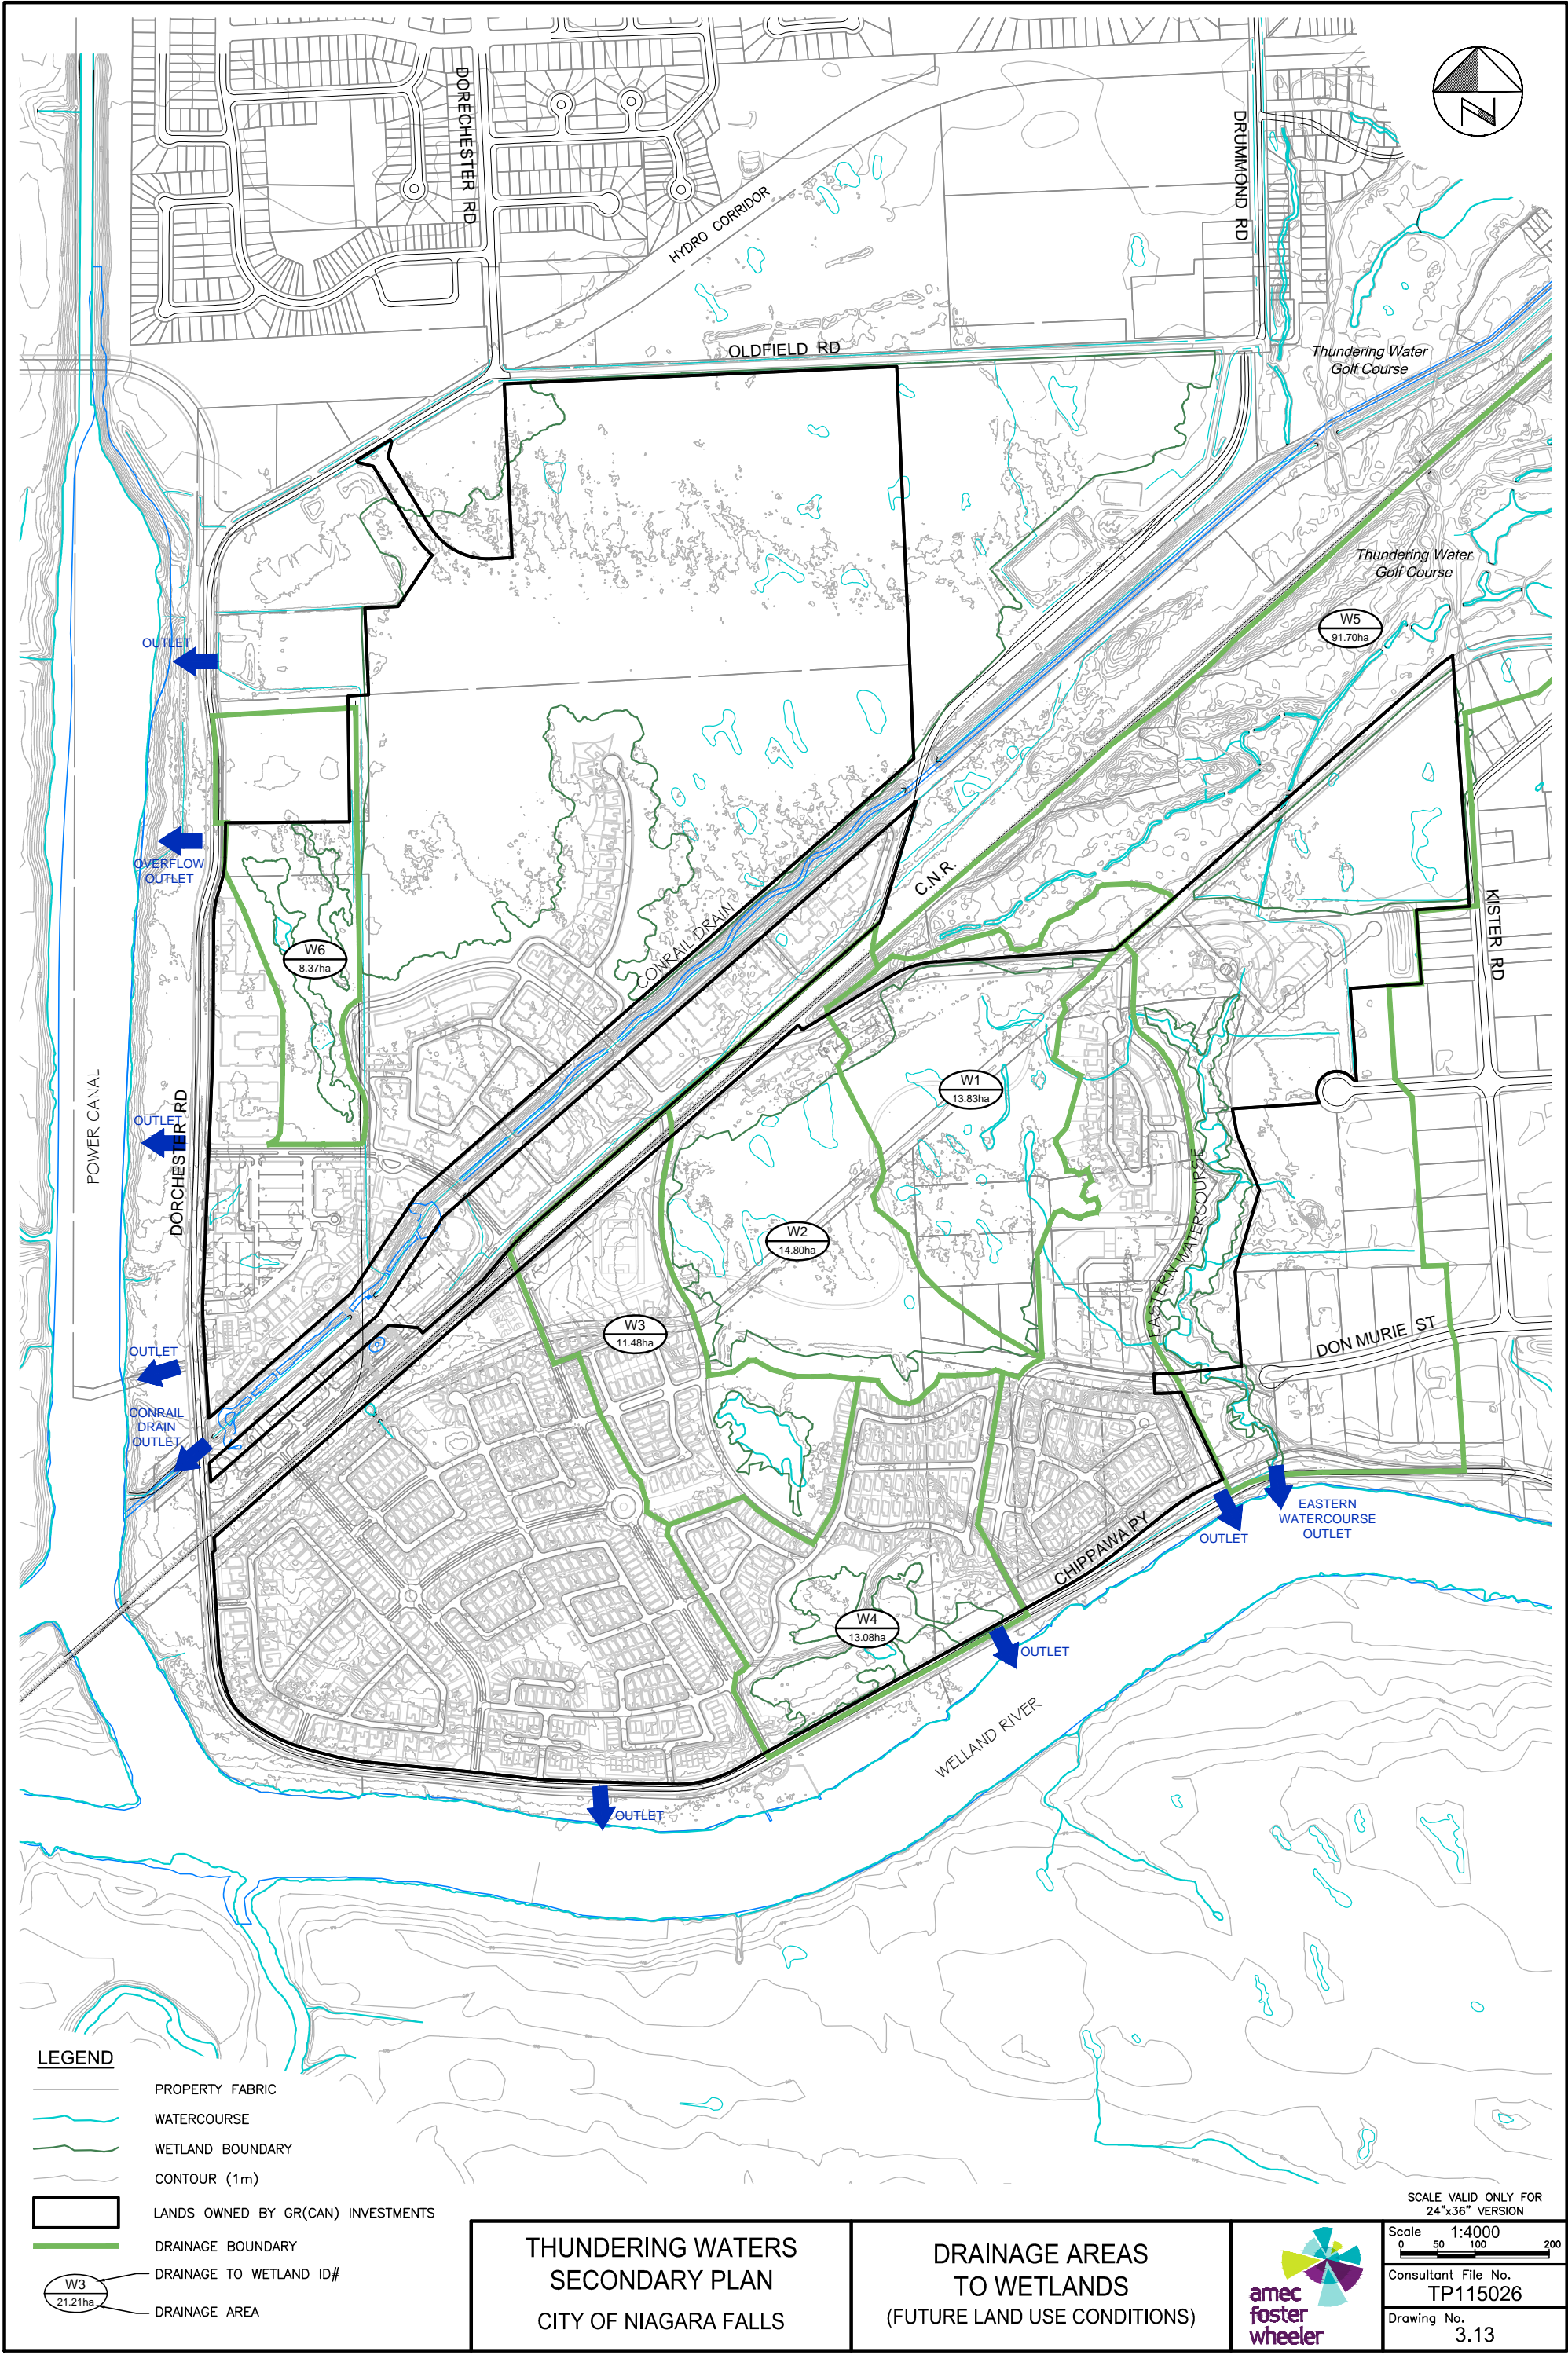 DORECHESTER RD
DRUMMOND RD
N
HYDRO CORRIDOR
OLDFIELD RD
Thundering Water
Golf Course
Thundering Water
Golf Course
W5
91.70ha
OUTLET
OVERFLOW
OUTLET
C.N.R.
CONRAIL DRAIN
KISTER RD
W6
8.37ha
POWER CANAL
DORCHESTER RD
OUTLET
W1
13.83ha
EASTERN WATERCOURSE
W2
14.80ha
W3
11.48ha
DON MURIE ST
OUTLET
CONRAIL
DRAIN
OUTLET
EASTERN
WATERCOURSE
OUTLET
OUTLET
CHIPPAWA PY
W4
13.08ha
OUTLET
WELLAND RIVER
OUTLET
LEGEND
PROPERTY FABRIC
WATERCOURSE
WETLAND BOUNDARY
CONTOUR (1m)
LANDS OWNED BY GR(CAN) INVESTMENTS
DRAINAGE BOUNDARY
W3
21.21ha
DRAINAGE TO WETLAND ID#
DRAINAGE AREA
THUNDERING WATERS
SECONDARY PLAN
CITY OF NIAGARA FALLS
DRAINAGE AREAS
TO WETLANDS
(FUTURE LAND USE CONDITIONS)
amec
foster
wheeler
SCALE VALID ONLY FOR
24"x36" VERSION
Scale 1:4000
0 50 100 200
Consultant File No.
TP115026
Drawing No.
3.13